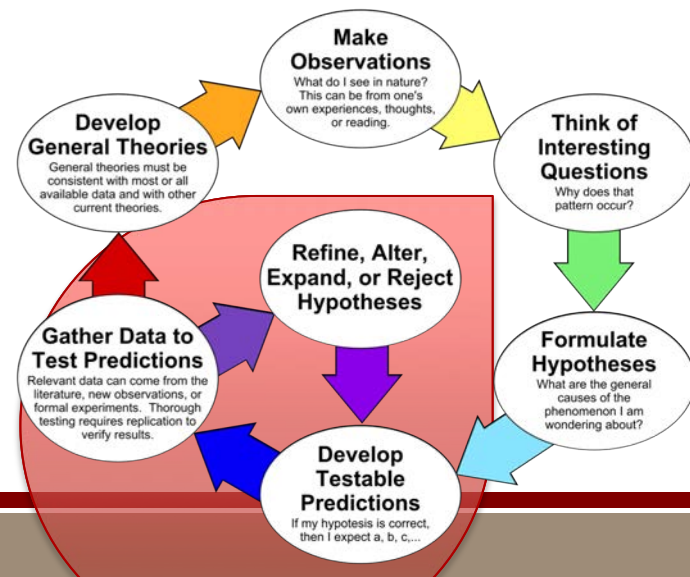 Make
Observations
What do I see in nature?
This can be from one's
own experiences, thoughts,
or reading.
Think of
Interesting
Questions
Why does that
pattern occur?
Formulate
Hypotheses
What are the general
causes of the
phenomenon I am
wondering about?
Develop
Testable
Predictions
If my hypotesis is correct,
then I expect a, b, c,...
Gather Data to
Test Predictions
Relevant data can come from the
literature, new observations, or
formal experiments. Thorough
testing requires replication to
verify results.
Refine, Alter,
Expand, or Reject
Hypotheses
Develop
General Theories
General theories must be
consistent with most or all
available data and with other
current theories.